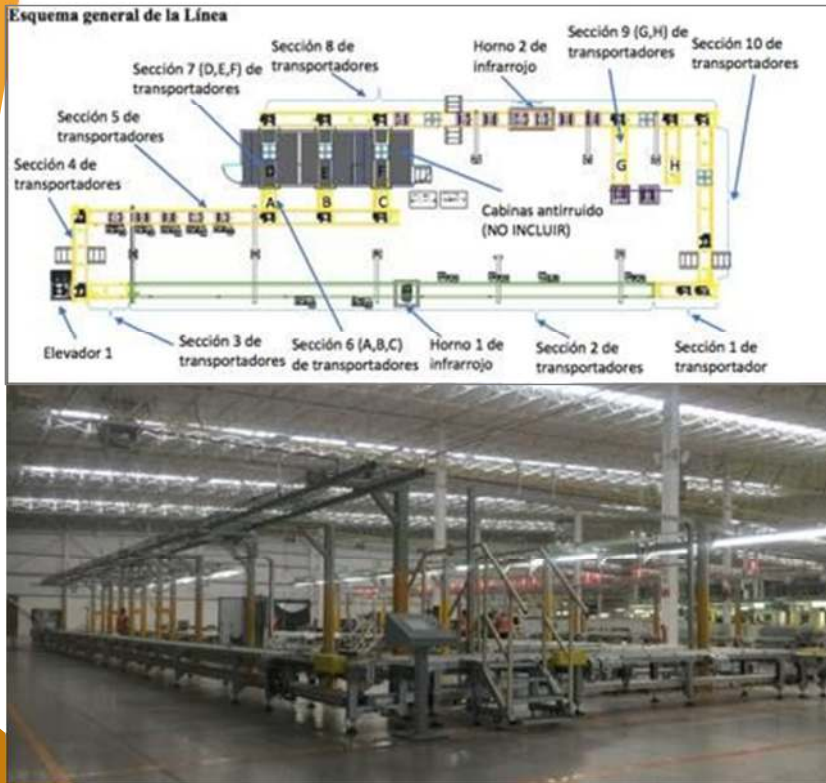 Esquema general de la Línea
Sección 8 de
transportadores
Sección 7 (D,E,F) de
transportadores
Sección 5 de
transportadores
Sección 4 de
transportadores
Horno 2 de
infrarrojo
Sección 9 (G,H) de
transportadores
Sección 10 de
transportadores
D
E
F
G
H
A
B
C
Cabinas antirruido
(NO INCLUIR)
Elevador 1
Sección 3 de
transportadores
Sección 6 (A,B,C)
de transportadores
Horno 1 de
infrarrojo
Sección 2 de
transportadores
Sección 1 de
transportador